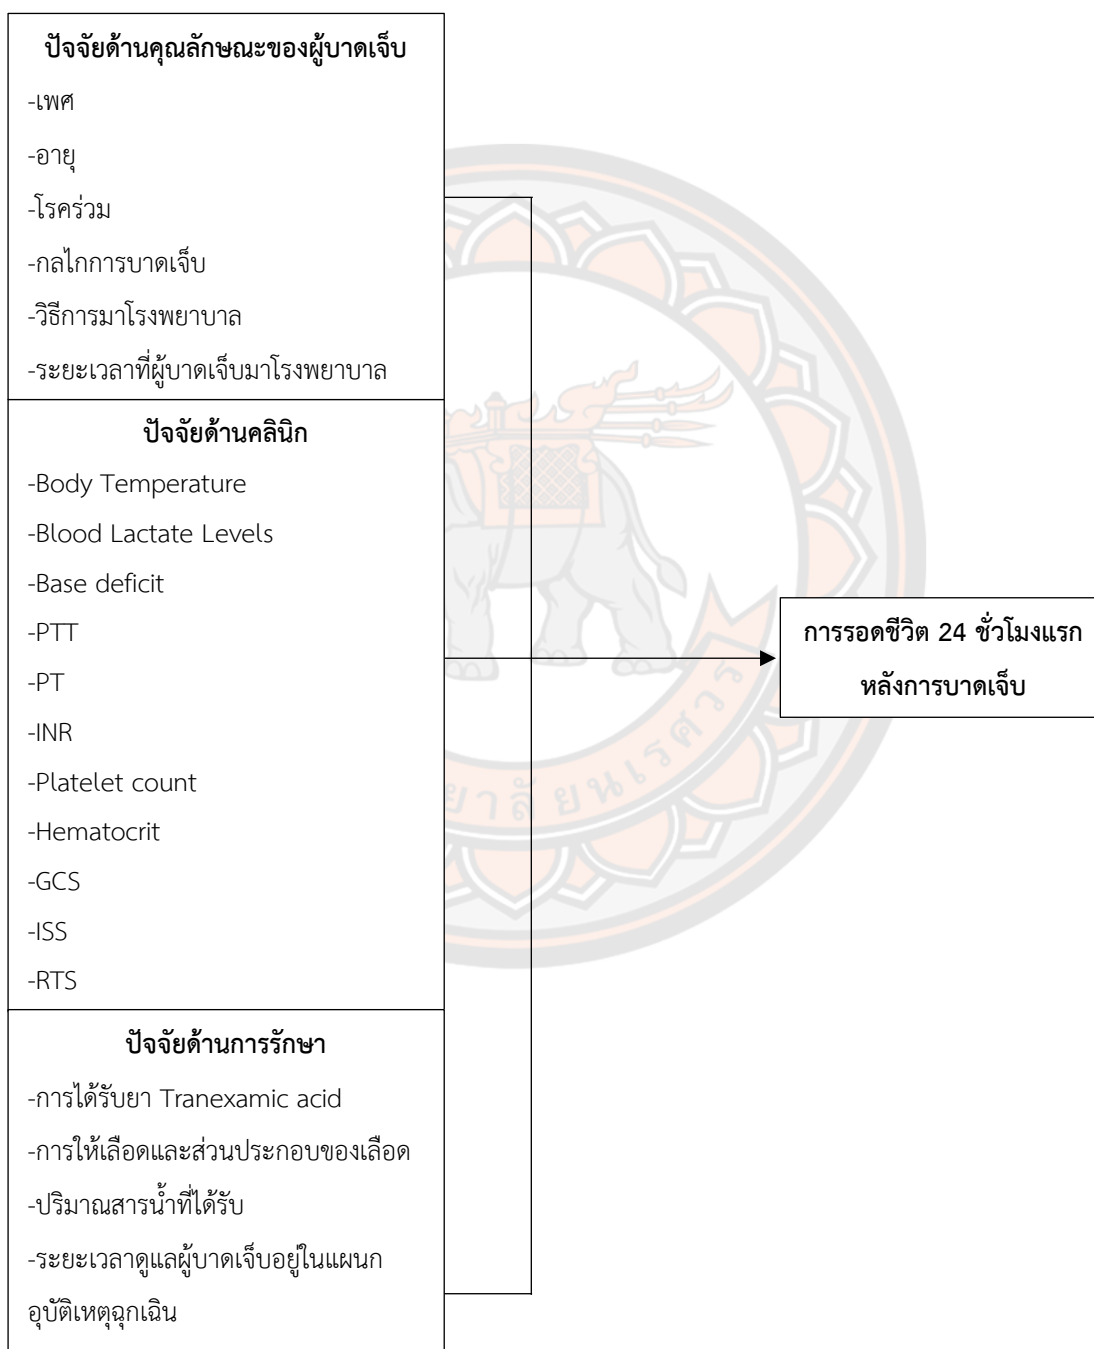 ปัจจัยด้านคุณลักษณะของผู้บาดเจ็บ
-เพศ
-อายุ
-โรคร่วม
-กลไกการบาดเจ็บ
-วิธีการมาโรงพยาบาล
-ระยะเวลาที่ผู้บาดเจ็บมาโรงพยาบาล
ปัจจัยด้านคลินิก
-Body Temperature
-Blood Lactate Levels
-Base deficit
-PTT
-PT
-INR
-Platelet count
-Hematocrit
-GCS
-ISS
-RTS
ปัจจัยด้านการรักษา
-การได้รับยา Tranexamic acid
-การให้เลือดและส่วนประกอบของเลือด
-ปริมาณสารน้ำที่ได้รับ
-ระยะเวลาดูแลผู้บาดเจ็บอยู่ในแผนก
อุบัติเหตุฉุกเฉิน
การรอดชีวิต 24 ชั่วโมงแรก
หลังการบาดเจ็บ
ยาลัยนเรศวร